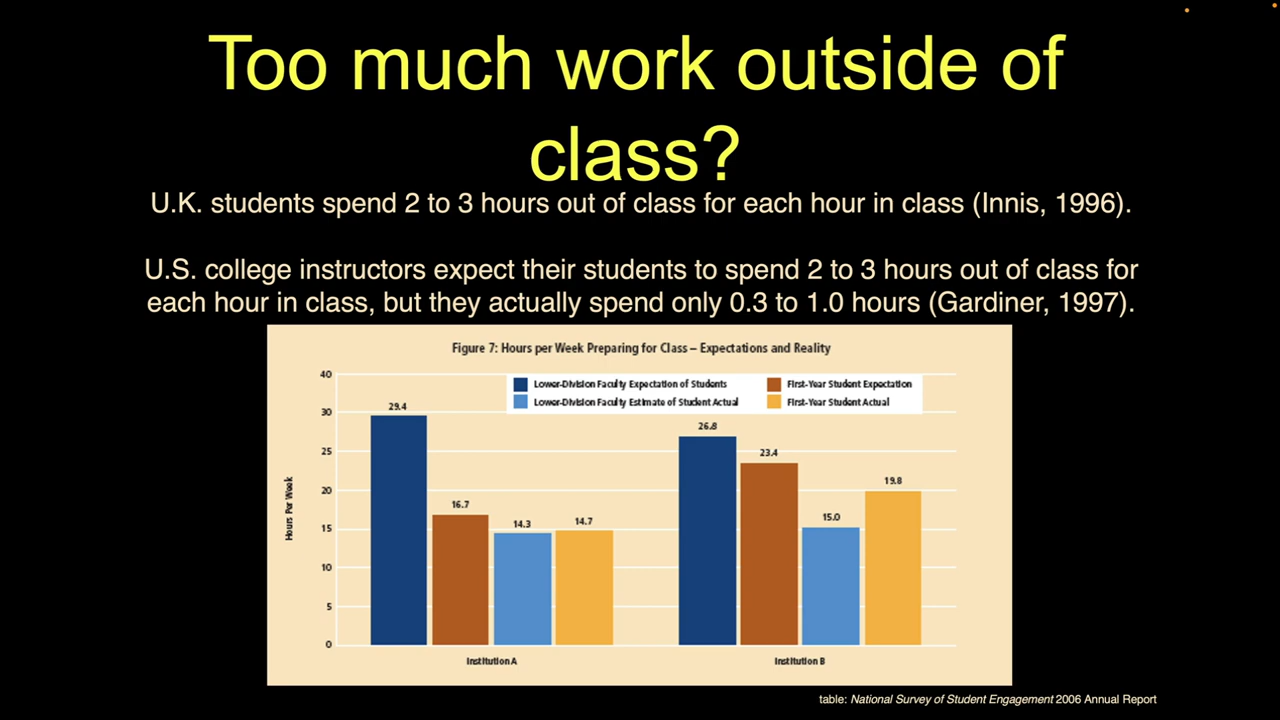 Too much work outside of
class?
U.K. students spend 2 to 3 hours out of class for each hour in class (Innis, 1996).
U.S. college instructors expect their students to spend 2 to 3 hours out of class for
each hour in class, but they actually spend only 0.3 to 1.0 hours (Gardiner, 1997).
Figure 7: Hours per Week Preparing for Class – Expectations and Reality
Lower-Division Faculty Expectation of Students
First-Year Student Expectation
Lower-Division Faculty Estimate of Student Actual
First-Year Student Actual
Hours Per Week
40
30
25
20
15
10
5
0
29.4
16.7
14.3
14.7
26.8
23.4
15.0
19.8
Institution A
Institution B
table: National Survey of Student Engagement 2006 Annual Report